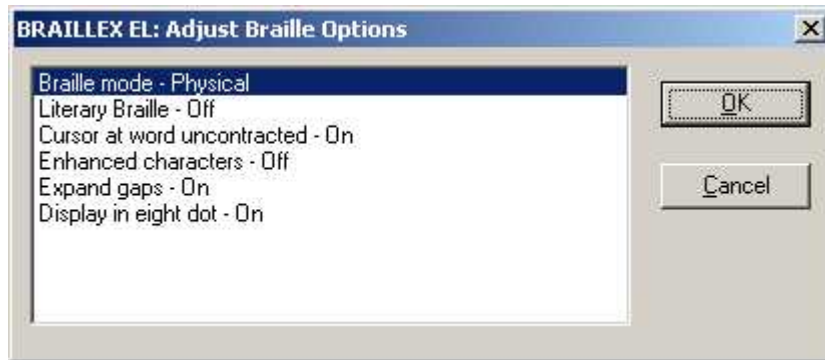 BRAILLEX EL: Adjust Braille Options
Braille mode - Physical
Literary Braille - Off
Cursor at word uncontracted - On
Enhanced characters - Off
Expand gaps - On
Display in eight dot - On
OK
Cancel